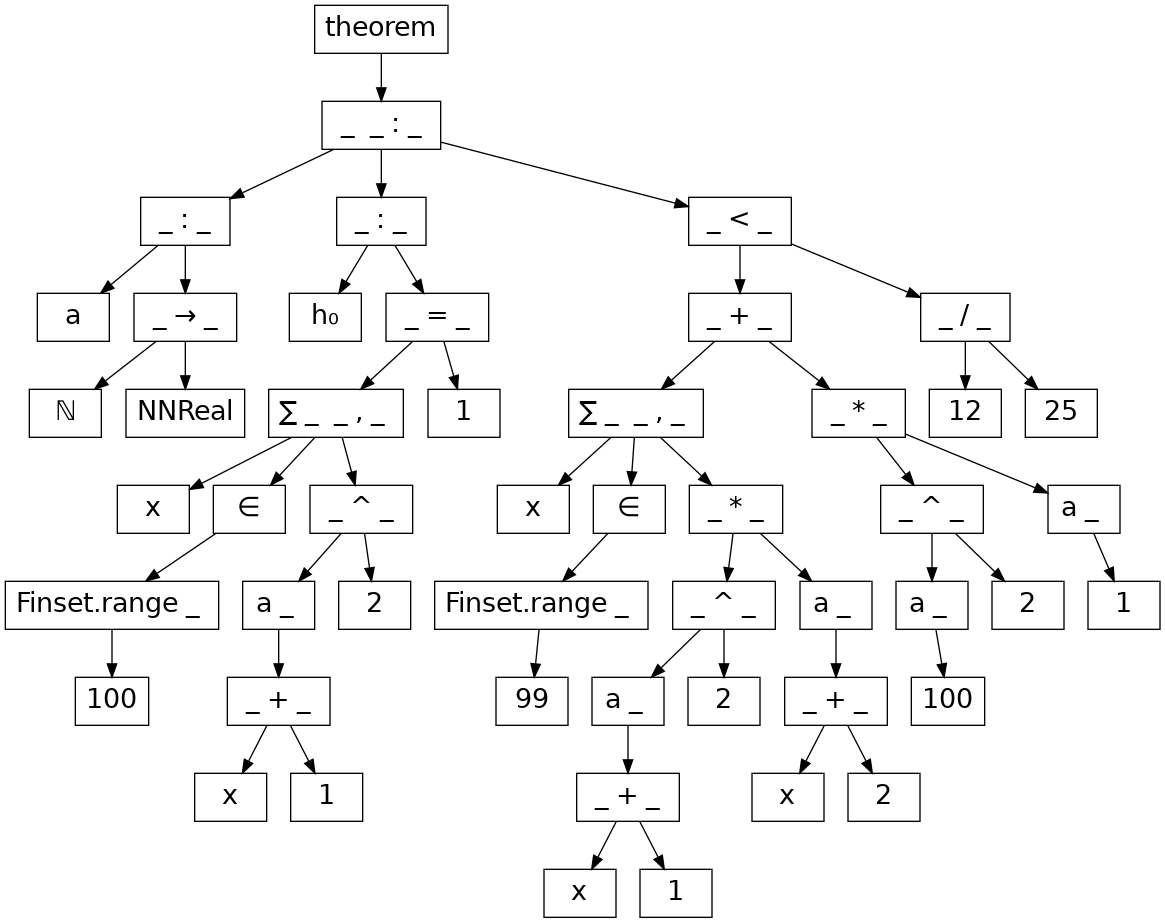 theorem
_ _ : _
_ : _ _ : _ _ < _
a _ → _ h₀ _ = _ _ + _ _ / _
ℕ NNReal ∑ _ _ , _ 1 ∑ _ _ , _ _ * _ 12 25
x ∈ _ ^ _ x ∈ _ * _ _ ^ _ a _
Finset.range _ a _ 2 Finset.range _ _ ^ _ a _ a _ 2 1
100 _ + _ 99 a _ 2 _ + _ 100
x 1 _ + _ x 2
x 1